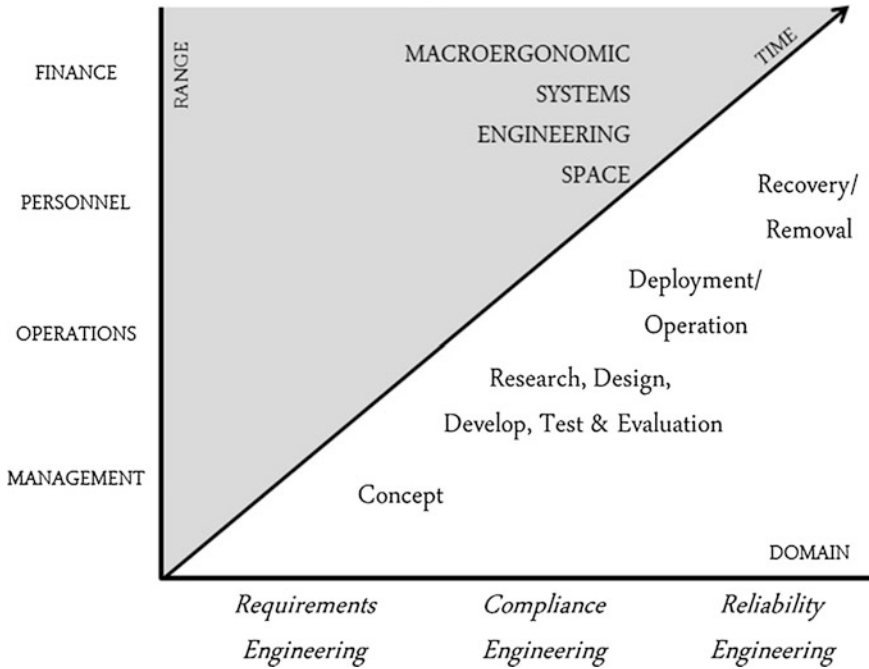 FINANCE
PERSONNEL
OPERATIONS
MANAGEMENT
RANGE
MACROERGONOMIC
SYSTEMS
ENGINEERING
SPACE
TIME
Recovery/
Removal
Deployment/
Operation
Research, Design,
Develop, Test & Evaluation
Concept
DOMAIN
Requirements
Engineering
Compliance
Engineering
Reliability
Engineering